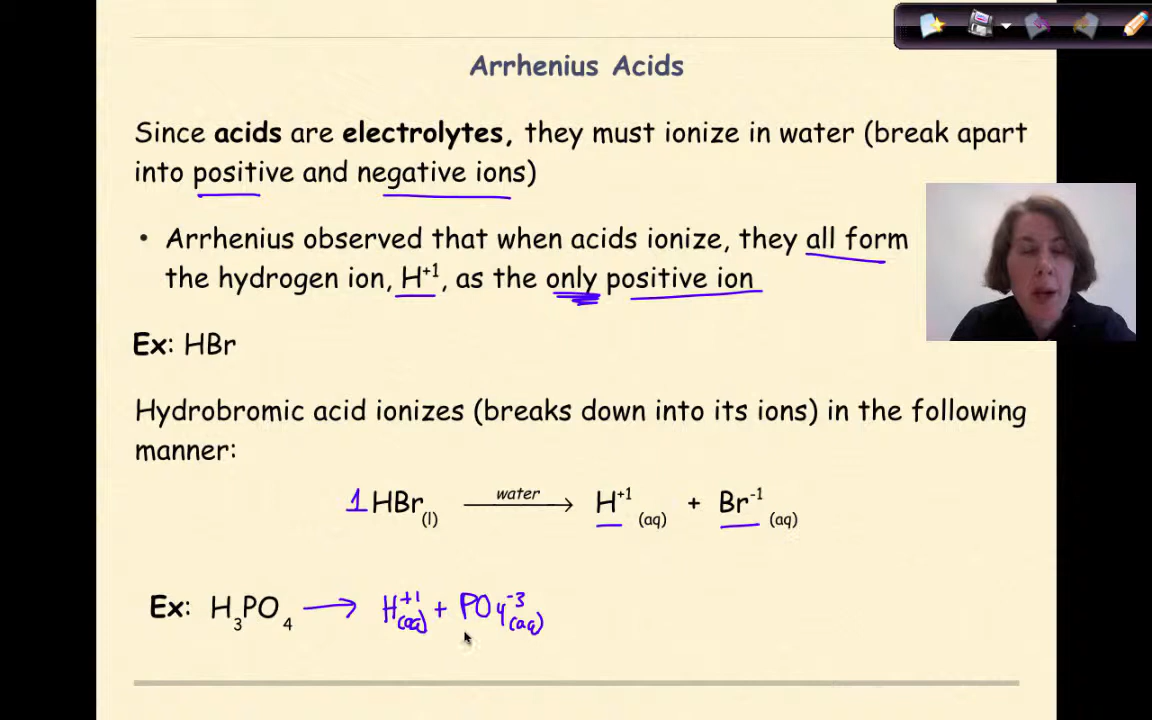 Arrhenius Acids
Since acids are electrolytes, they must ionize in water (break apart
into positive and negative ions)
• Arrhenius observed that when acids ionize, they all form
the hydrogen ion, H⁺¹, as the only positive ion
Ex: HBr
Hydrobromic acid ionizes (breaks down into its ions) in the following
manner:
1 HBr(l) water → H⁺¹(aq) + Br⁻¹(aq)
Ex: H₃PO₄ → H⁺¹(aq) + PO₄⁻³(aq)